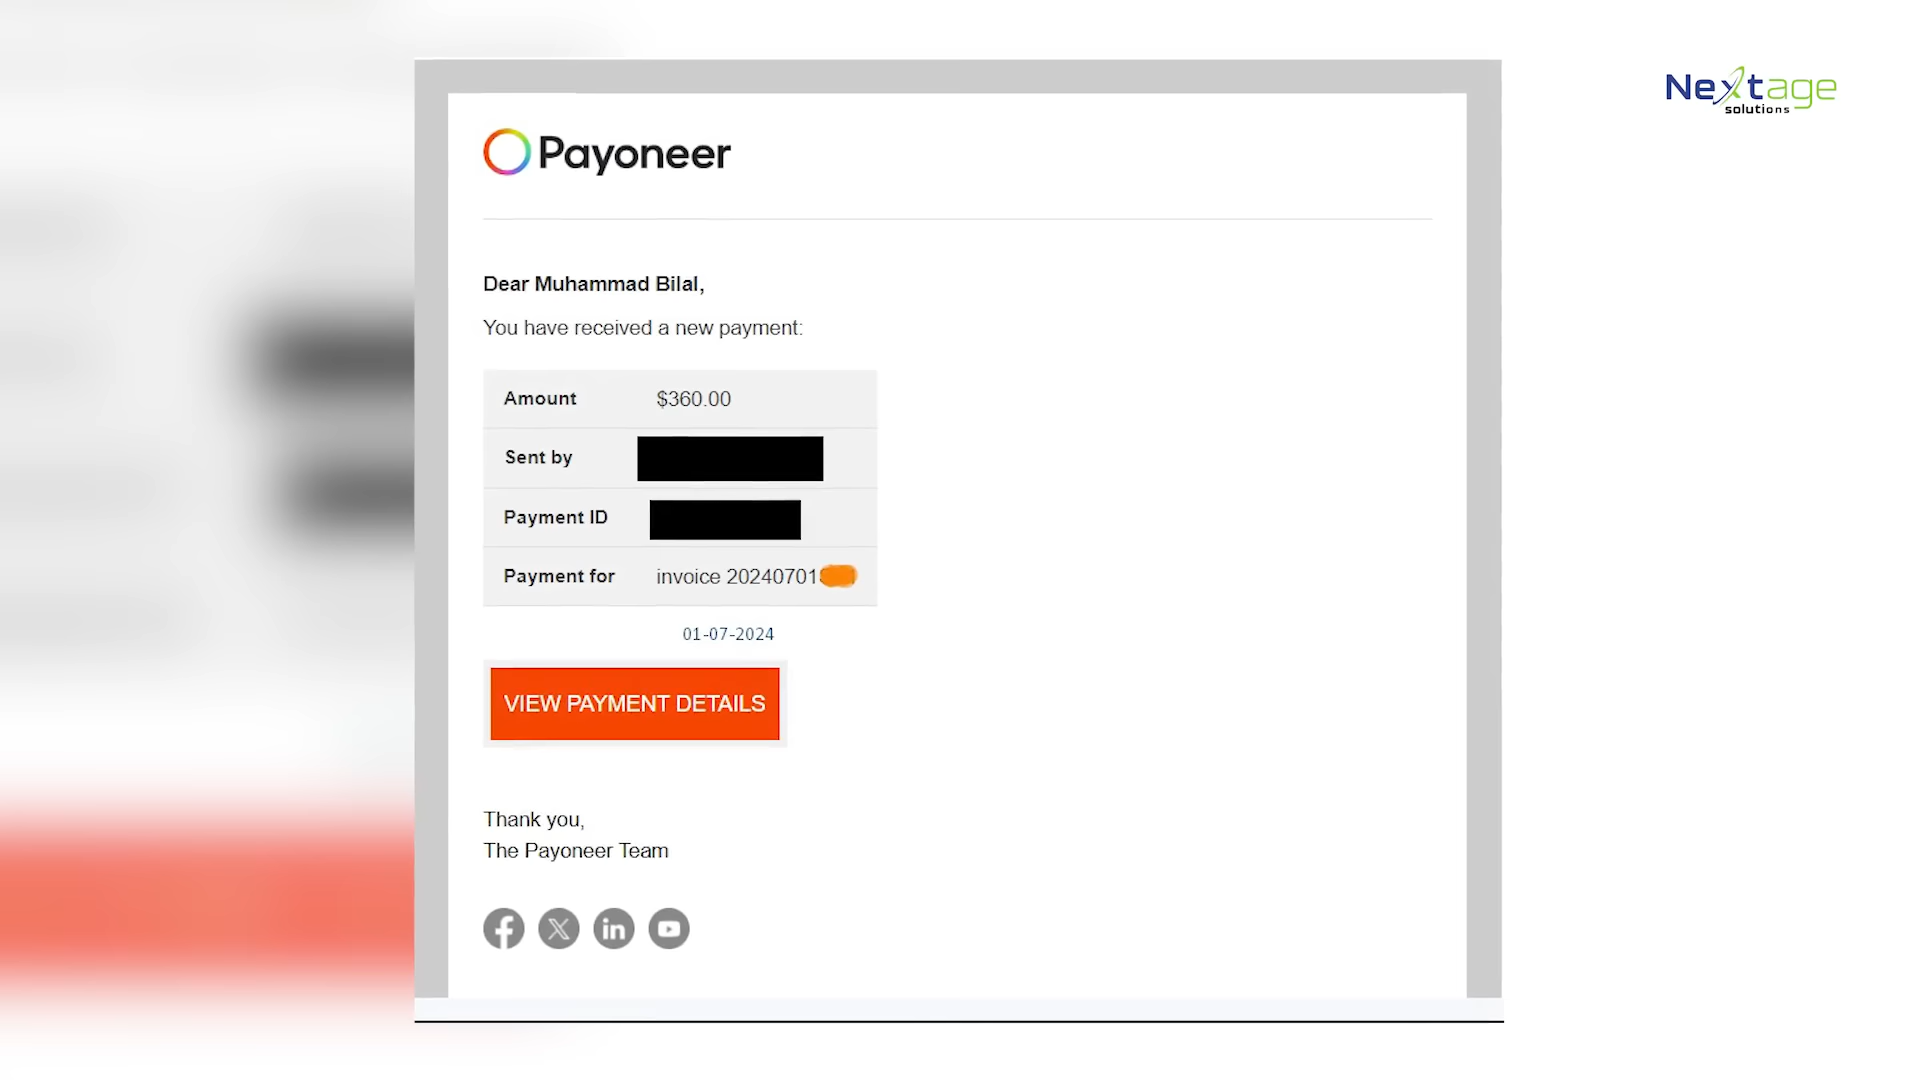 Nextage
solutions
Payoneer
Dear Muhammad Bilal,
You have received a new payment:
Amount $360.00
Sent by
Payment ID
Payment for invoice 20240701
01-07-2024
VIEW PAYMENT DETAILS
Thank you,
The Payoneer Team